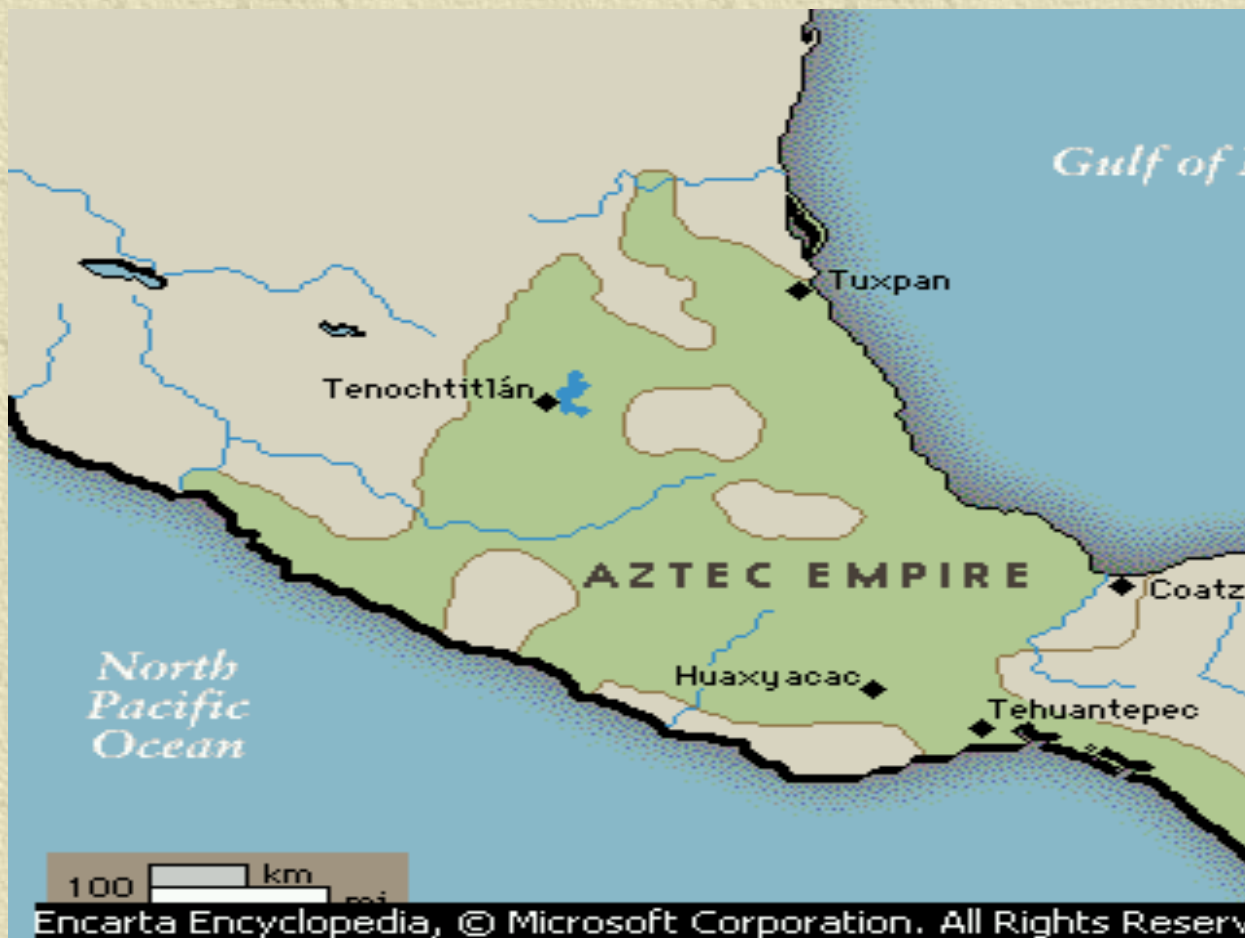 Gulf of
Tuxpan
Tenochtitlán
AZTEC EMPIRE
Coatz
North
Pacific
Ocean
Huaxyacac
Tehuantepec
100 km
Encarta Encyclopedia, © Microsoft Corporation. All Rights Reserv